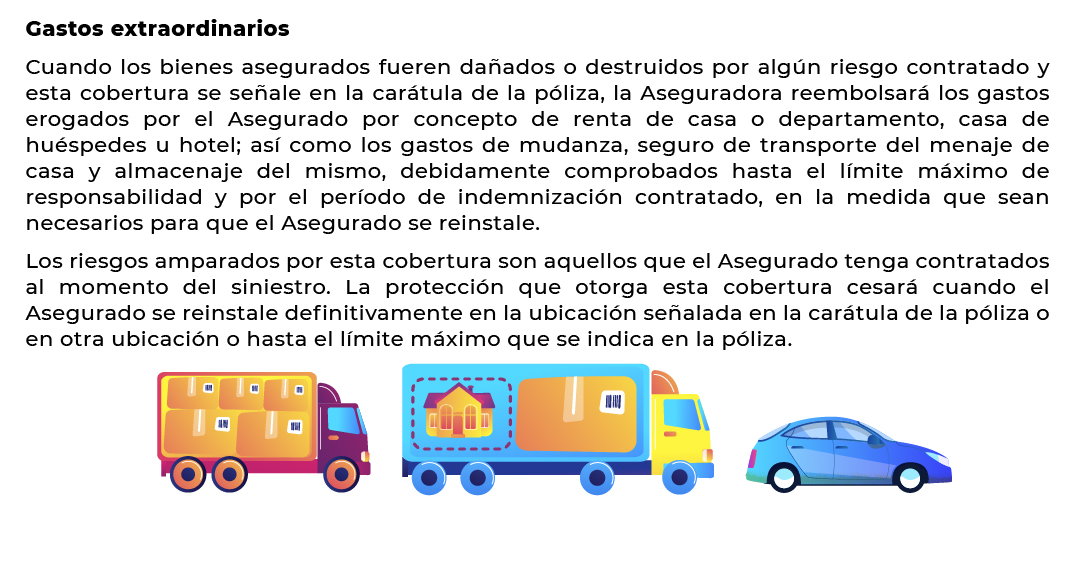 Gastos extraordinarios
Cuando los bienes asegurados fueren dañados o destruidos por algún riesgo contratado y
esta cobertura se señale en la carátula de la póliza, la Aseguradora reembolsará los gastos
erogados por el Asegurado por concepto de renta de casa o departamento, casa de
huéspedes u hotel; así como los gastos de mudanza, seguro de transporte del menaje de
casa y almacenaje del mismo, debidamente comprobados hasta el límite máximo de
responsabilidad y por el período de indemnización contratado, en la medida que sean
necesarios para que el Asegurado se reinstale.
Los riesgos amparados por esta cobertura son aquellos que el Asegurado tenga contratados
al momento del siniestro. La protección que otorga esta cobertura cesará cuando el
Asegurado se reinstale definitivamente en la ubicación señalada en la carátula de la póliza o
en otra ubicación o hasta el límite máximo que se indica en la póliza.